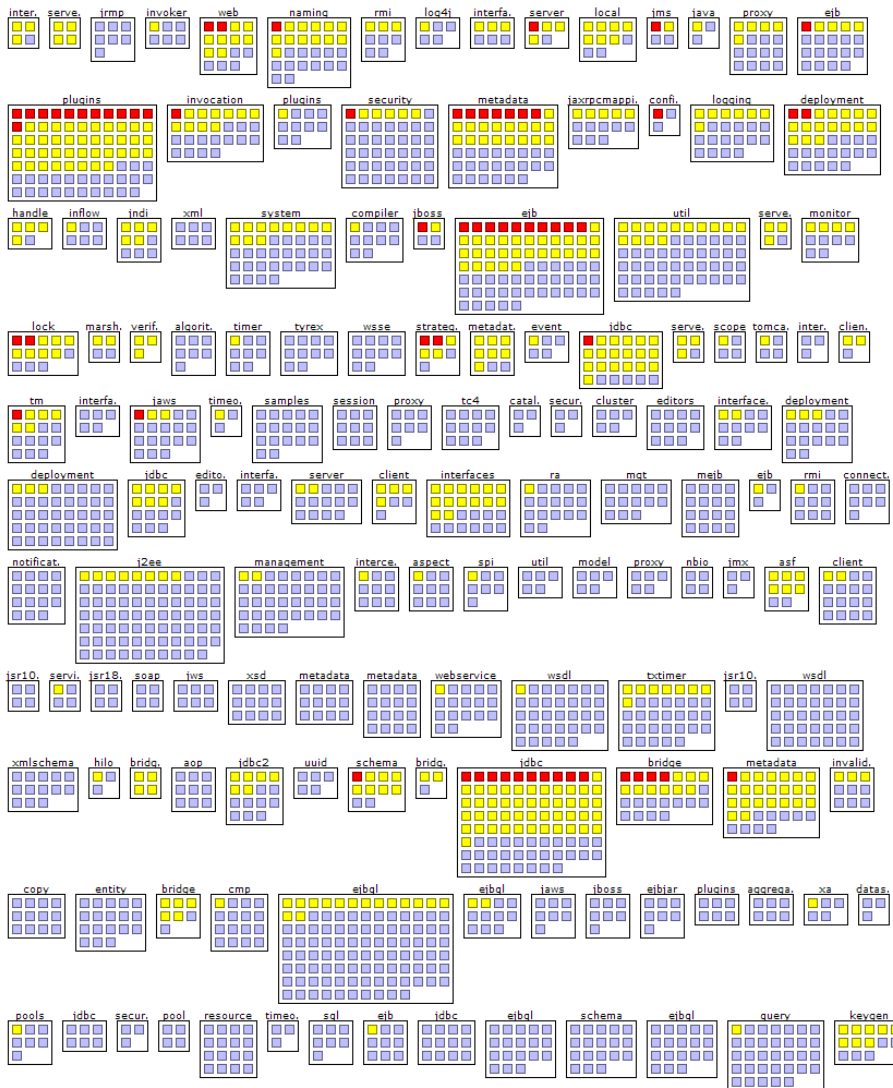 inter. serve. jrmp invoker web naming rmi log4j interfa. server local jms java proxy ejb
plugins invocation plugins security metadata jaxrpcmappi. confi. logging deployment
handle inflow jndi xml system compiler jboss ejb util serve. monitor
lock marsh. verif. algorit. timer tyrex wsse strateg. metadat. event jdbc serve. scope tomca. inter. clien.
tm interfa. jaws timeo. samples session proxy tc4 catal. secur. cluster editors interface. deployment
deployment jdbc edito. interfa. server client interfaces ra mgt mejb ejb rmi connect.
notificat. j2ee management interce. aspect spi util model proxy nbio jmx asf client
jsr10. servi. jsr18. soap jws xsd metadata metadata webservice wsdl txtimer jsr10. wsdl
xmlschema hilo bridg. aop jdbc2 uuid schema bridg. jdbc bridge metadata invalid.
copy entity bridge cmp ejbql ejbql jaws jboss ejbjar plugins aggrega. xa datas.
pools jdbc secur. pool resource timeo. sql ejb jdbc ejbql schema ejbql query keygen